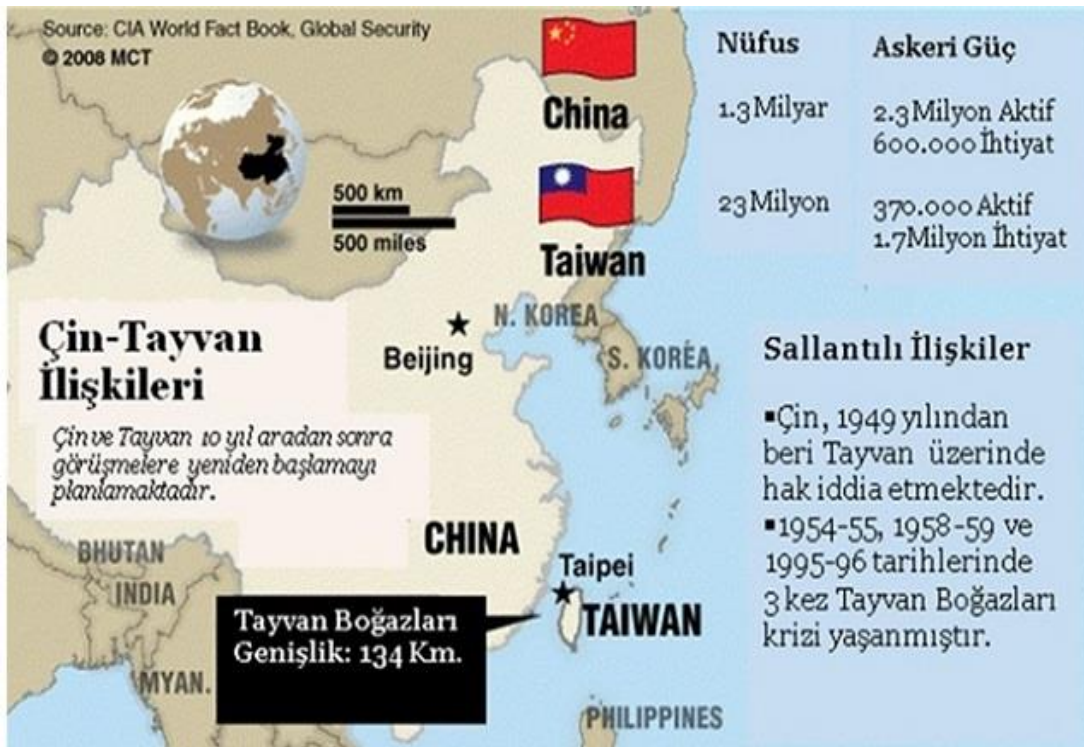 Source: CIA World Fact Book, Global Security
© 2008 MCT
China
Taiwan
Nüfus
1.3 Milyar
23 Milyon
Askeri Güç
2.3 Milyon Aktif
600.000 İhtiyat
370.000 Aktif
1.7 Milyon İhtiyat
500 km
500 miles
Çin-Tayvan
İlişkileri
Çin ve Tayvan 10 yıl aradan sonra
görüşmelere yeniden başlamayı
planlamaktadır.
Beijing
N. KOREA
S. KOREA
Sallantılı İlişkiler
▪Çin, 1949 yılından
beri Tayvan üzerinde
hak iddia etmektedir.
▪1954-55, 1958-59 ve
1995-96 tarihlerinde
3 kez Tayvan Boğazları
krizi yaşanmıştır.
CHINA
BHUTAN
INDIA
MYAN.
Taipei
TAIWAN
Tayvan Boğazları
Genişlik: 134 Km.
PHILIPPINES